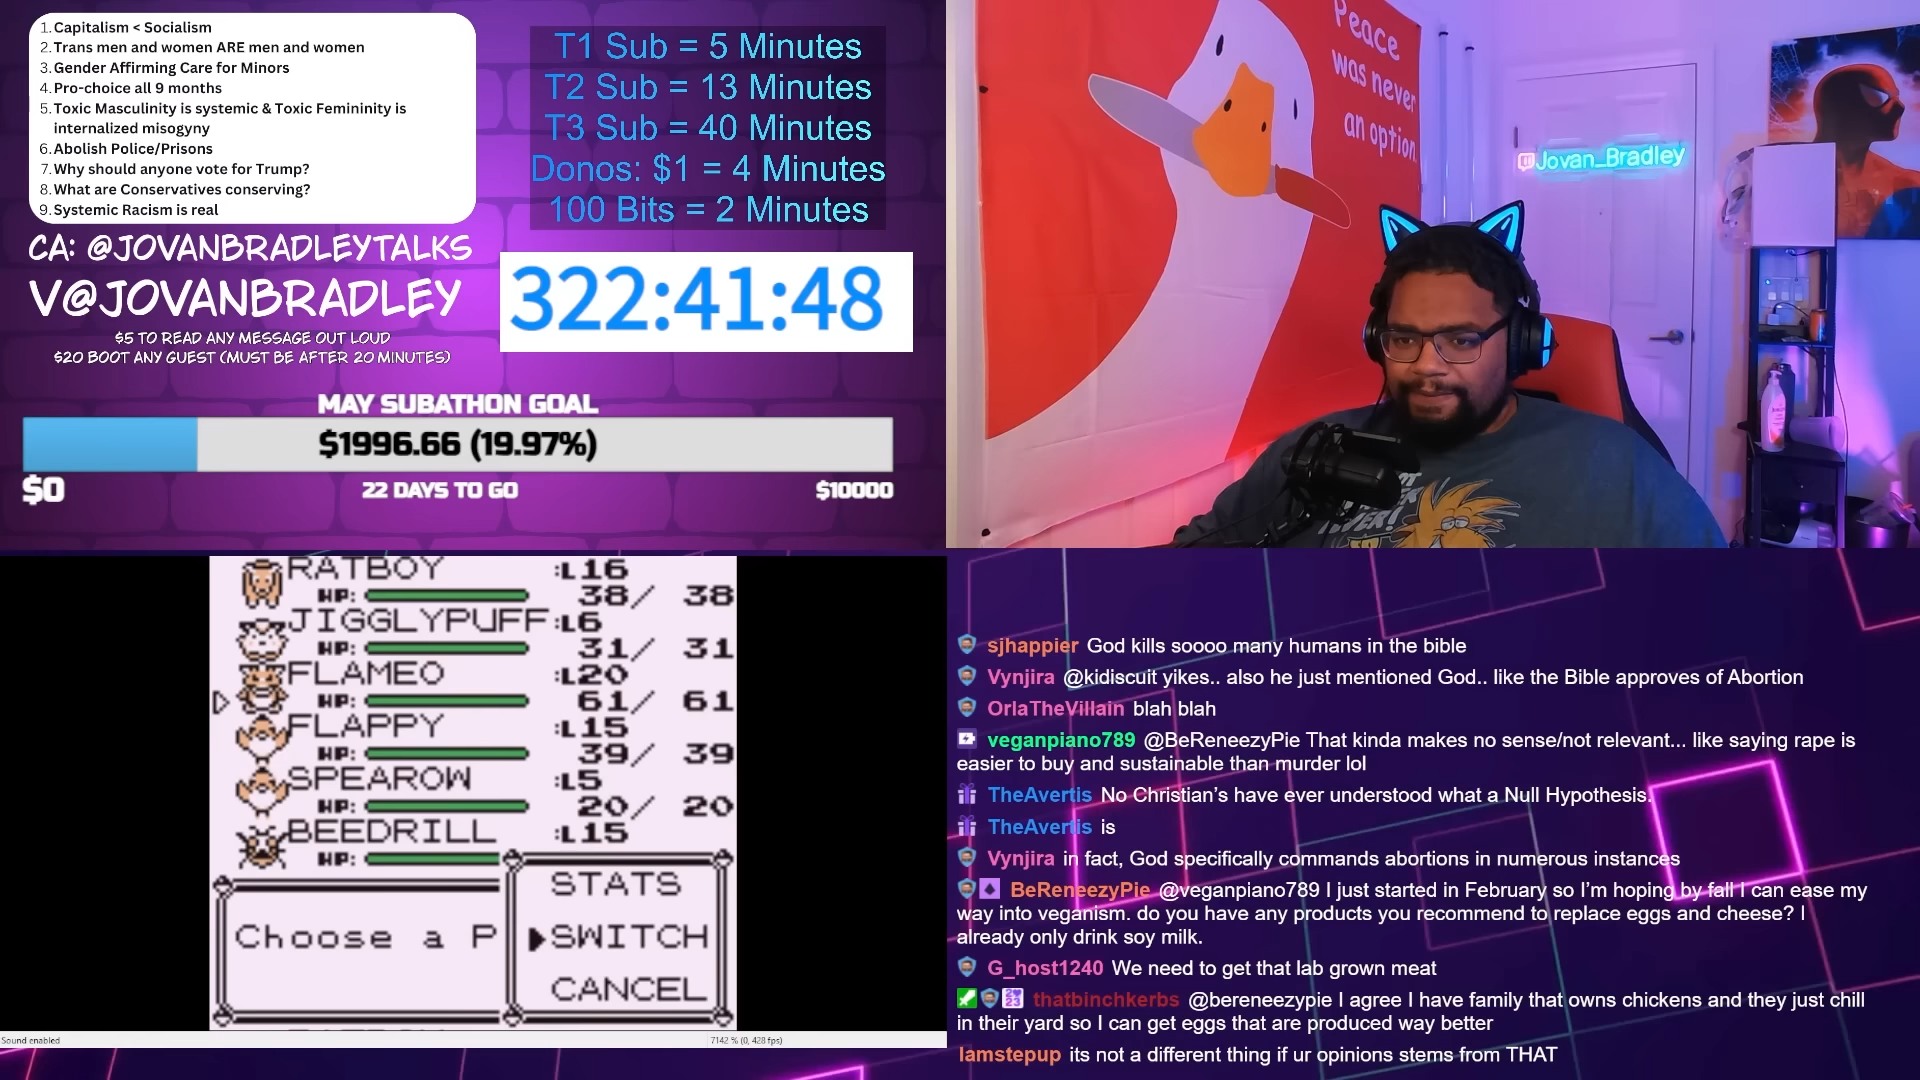 1. Capitalism < Socialism
2. Trans men and women ARE men and women
3. Gender Affirming Care for Minors
4. Pro-choice all 9 months
5. Toxic Masculinity is systemic & Toxic Femininity is
internalized misogyny
6. Abolish Police/Prisons
7. Why should anyone vote for Trump?
8. What are Conservatives conserving?
9. Systemic Racism is real
CA: @JOVANBRADLEYTALKS
V@JOVANBRADLEY
$5 TO READ ANY MESSAGE OUT LOUD
$20 BOOT ANY GUEST (MUST BE AFTER 20 MINUTES)
T1 Sub = 5 Minutes
T2 Sub = 13 Minutes
T3 Sub = 40 Minutes
Donos: $1 = 4 Minutes
100 Bits = 2 Minutes
322:41:48
MAY SUBATHON GOAL
$1996.66 (19.97%)
$0
22 DAYS TO GO
$10000
Peace
was never
an option
Jovan_Bradley
RATBOY :L16
HP: 38/ 38
JIGGLYPUFF :L6
HP: 31/ 31
FLAMEO :L20
HP: 61/ 61
FLAPPY :L15
HP: 39/ 39
SPEAROW :L5
HP: 20/ 20
BEEDRILL :L15
HP:
STATS
Choose a P
SWITCH
CANCEL
Sound enabled
7142 % (0, 428 fps)
sjhappier God kills soooo many humans in the bible
Vynjira @kidiscuit yikes.. also he just mentioned God.. like the Bible approves of Abortion
OrlaTheVillain blah blah
veganpiano789 @BeReneezyPie That kinda makes no sense/not relevant... like saying rape is
easier to buy and sustainable than murder lol
TheAvertis No Christian's have ever understood what a Null Hypothesis.
TheAvertis is
Vynjira in fact, God specifically commands abortions in numerous instances
BeReneezyPie @veganpiano789 I just started in February so I'm hoping by fall I can ease my
way into veganism. do you have any products you recommend to replace eggs and cheese? I
already only drink soy milk.
G_host1240 We need to get that lab grown meat
thatbinchkerbs @bereneezypie I agree I have family that owns chickens and they just chill
in their yard so I can get eggs that are produced way better
Iamstepup its not a different thing if ur opinions stems from THAT